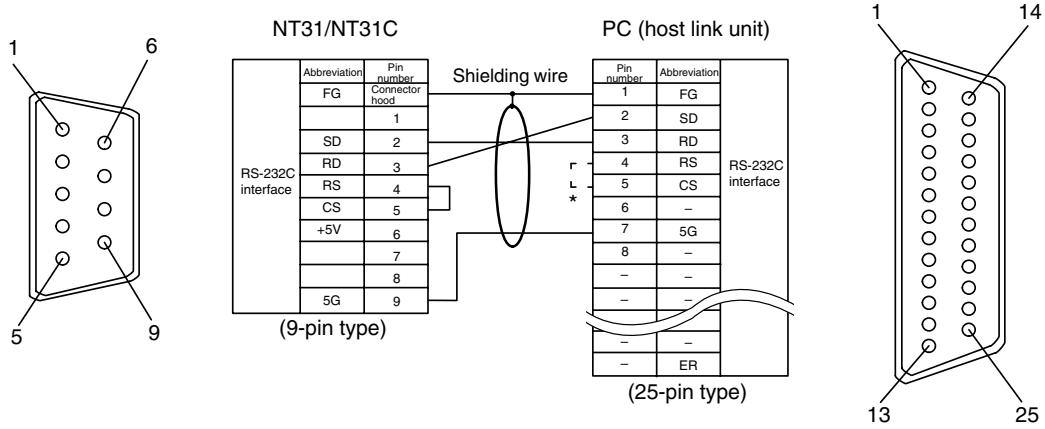 NT31/NT31C
PC (host link unit)
1
6
5
9
RS-232C
interface
Abbreviation Pin number
FG Connector hood
1
SD 2
RD 3
RS 4
CS 5
+5V 6
7
8
5G 9
(9-pin type)
Shielding wire
*
Pin number Abbreviation
1 FG
2 SD
3 RD
4 RS
5 CS
6 –
7 5G
8 –
– –
– –
– –
– ER
RS-232C
interface
(25-pin type)
1
14
13
25